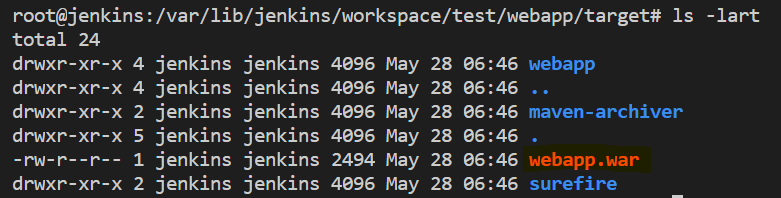 root@jenkins:/var/lib/jenkins/workspace/test/webapp/target# ls -lart
total 24
drwxr-xr-x 4 jenkins jenkins 4096 May 28 06:46 webapp
drwxr-xr-x 4 jenkins jenkins 4096 May 28 06:46 ..
drwxr-xr-x 2 jenkins jenkins 4096 May 28 06:46 maven-archiver
drwxr-xr-x 5 jenkins jenkins 4096 May 28 06:46 .
-rw-r--r-- 1 jenkins jenkins 2494 May 28 06:46 webapp.war
drwxr-xr-x 2 jenkins jenkins 4096 May 28 06:46 surefire